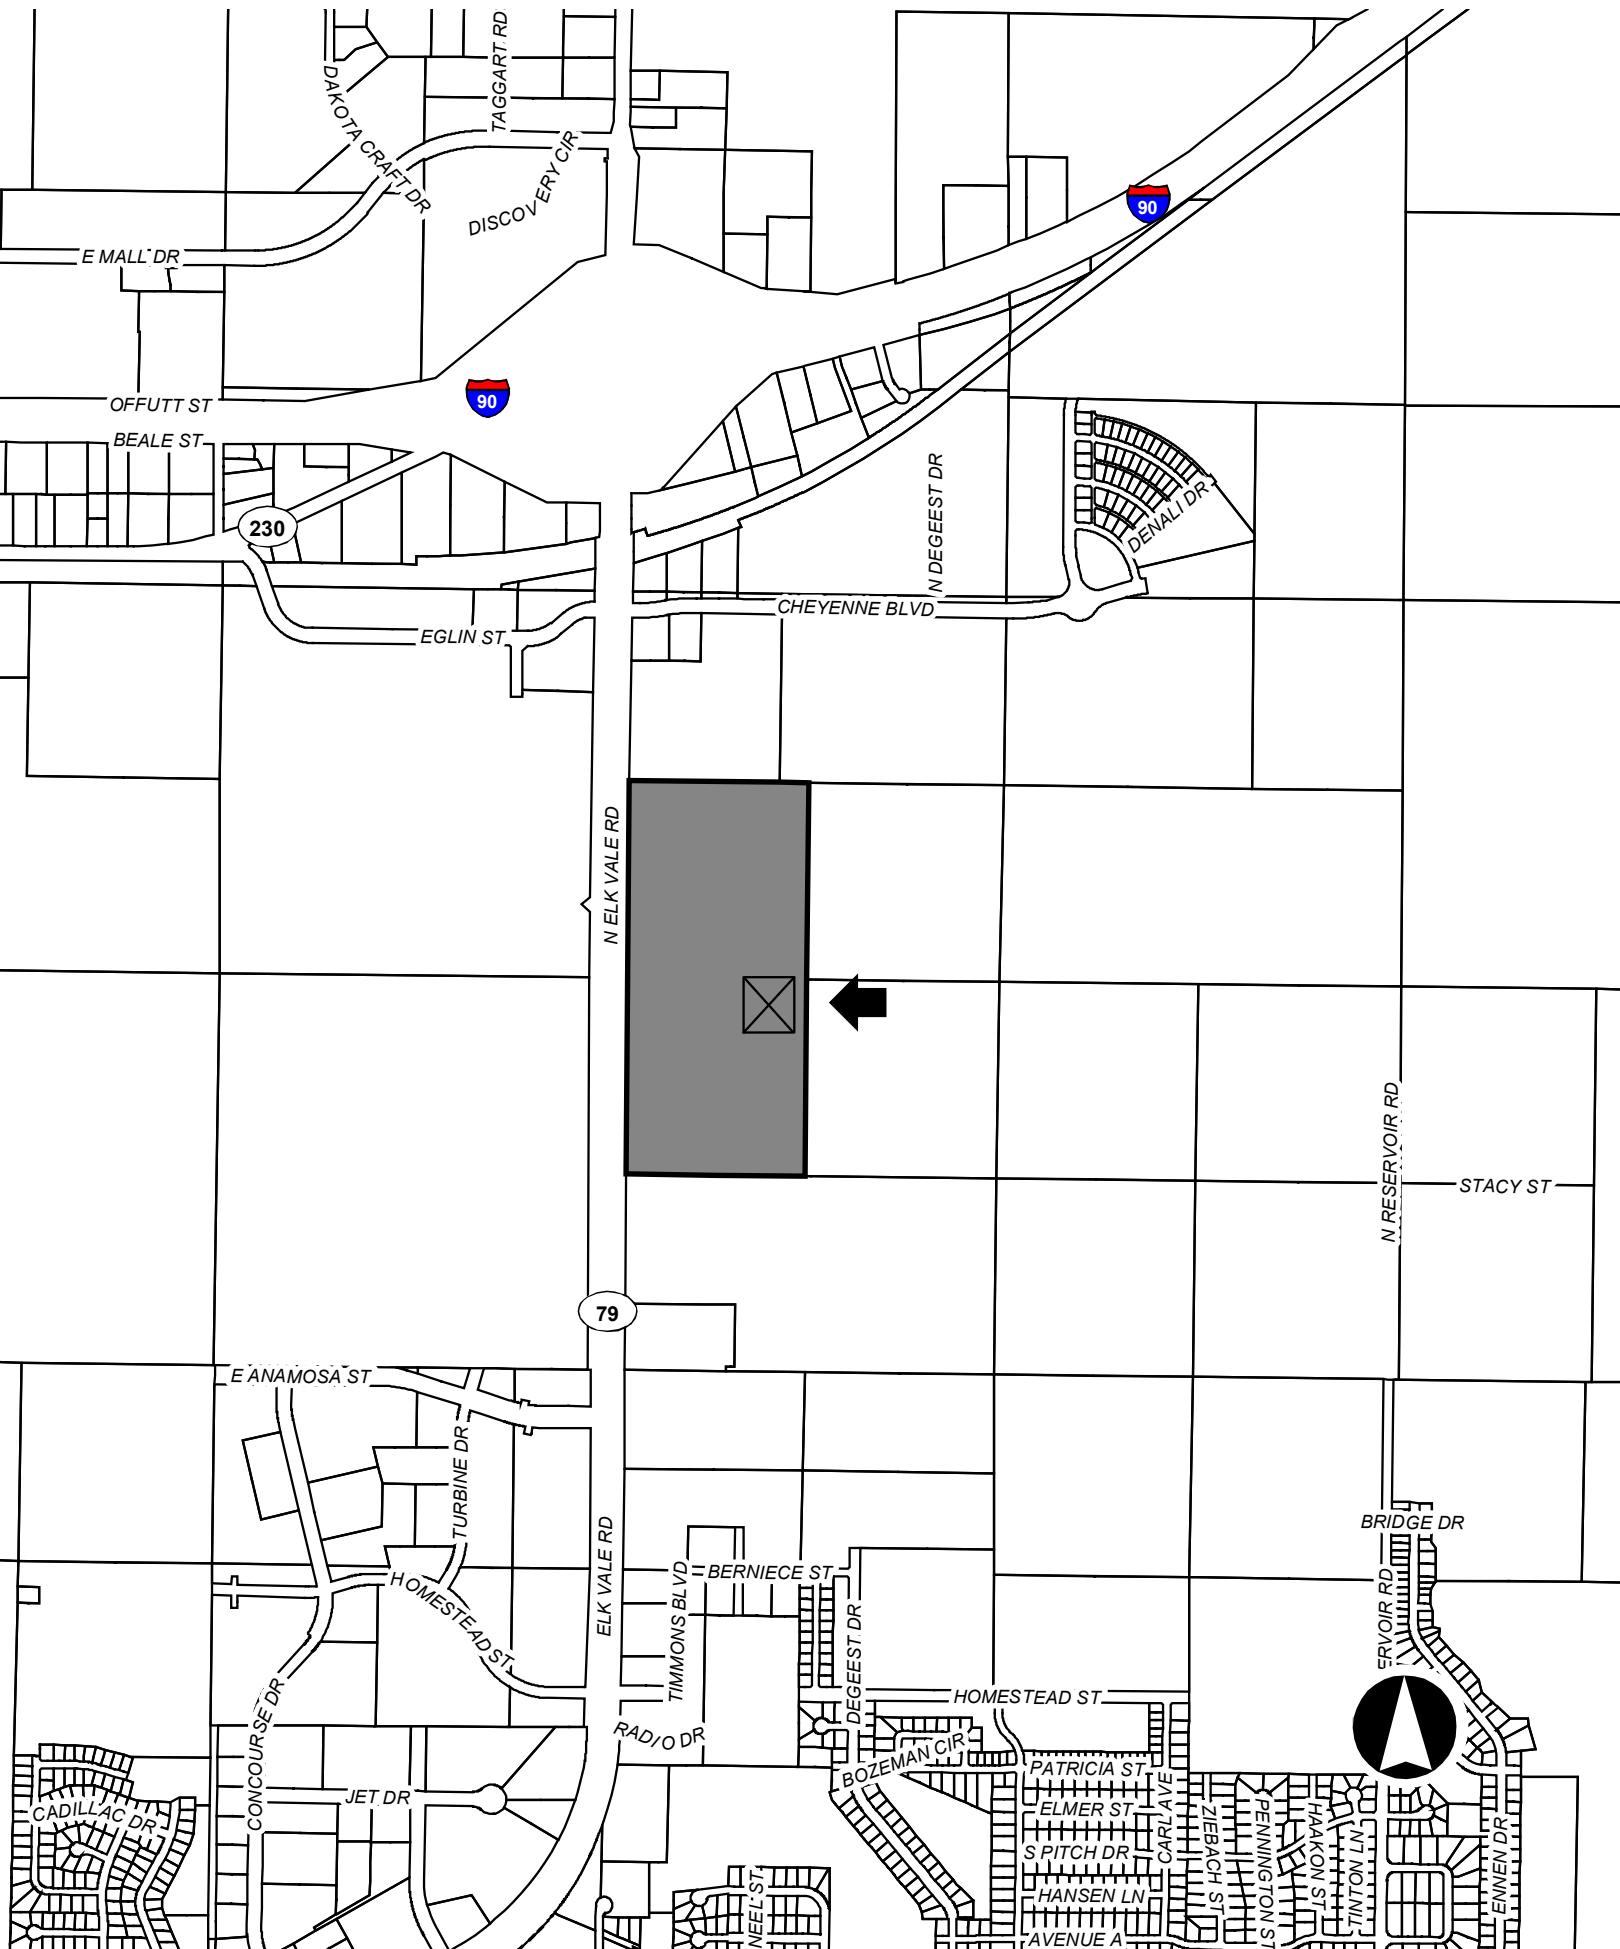 TAGGART RD
DAKOTA CRAFT DR
DISCOVERY CIR
90
E MALL DR
90
OFFUTT ST
BEALE ST
230
N DEGEEST DR
DENALI DR
CHEYENNE BLVD
EGLIN ST
N ELK VALE RD
N RESERVOIR RD
STACY ST
79
E ANAMOSA ST
TURBINE DR
BRIDGE DR
ELK VALE RD
HOMESTEAD ST
BERNIECE ST
TIMMONS BLVD
DEGEEST DR
ERVOIR RD
CONCOURSE DR
HOMESTEAD ST
RADIO DR
BOZEMAN CIR
PATRICIA ST
JET DR
CADILLAC DR
ELMER ST
CARL AVE
ZIEBACH ST
PENNINGTON ST
HAAKON ST
TINTON LN
ENNEN DR
S PITCH DR
NEEL ST
HANSEN LN
AVENUE A